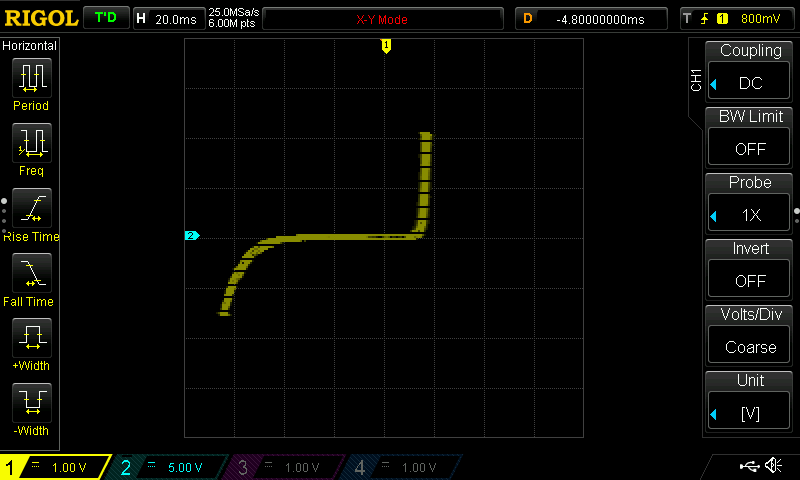 RIGOL T'D H 20.0ms 25.0MSa/s 6.00M pts X-Y Mode D -4.80000000ms T 1 800mV
Horizontal
Period
Freq
Rise Time
Fall Time
+Width
-Width
1
2
CH1
Coupling
DC
BW Limit
OFF
Probe
1X
Invert
OFF
Volts/Div
Coarse
Unit
[V]
1 1.00 V 2 5.00 V 3 1.00 V 4 1.00 V